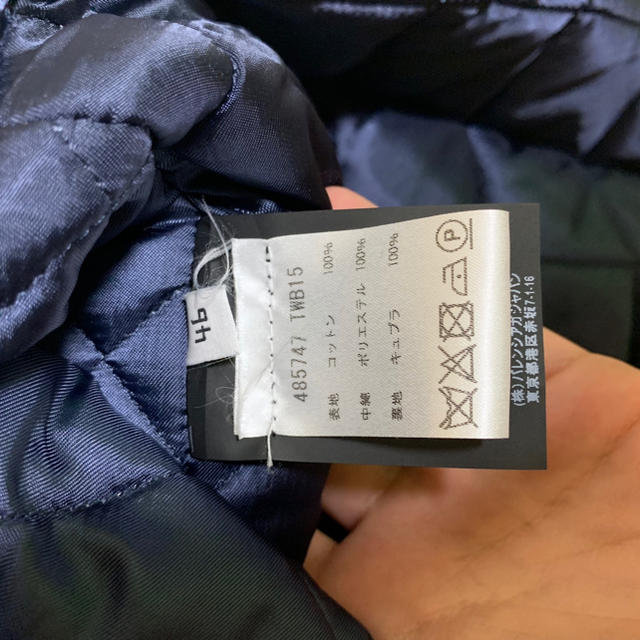 46
485747 TWB15
表地 コットン 100%
中綿 ポリエステル 100%
裏地 キュプラ 100%
P
(株)バレンシアガジャパン
東京都港区赤坂7-1-16